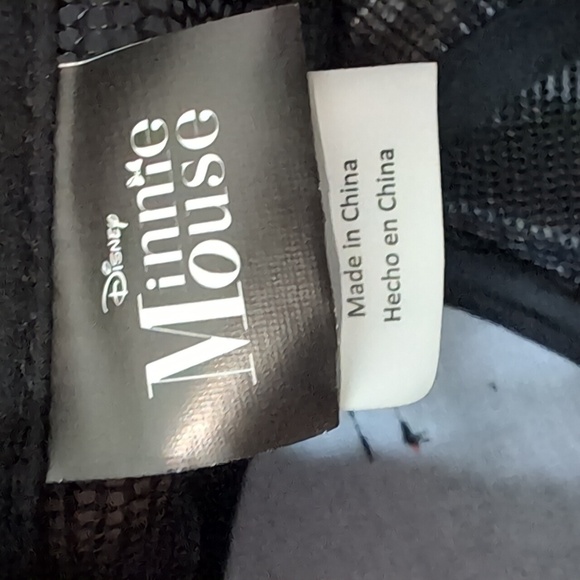 Disney
Minnie
Mouse
Made in China
Hecho en China